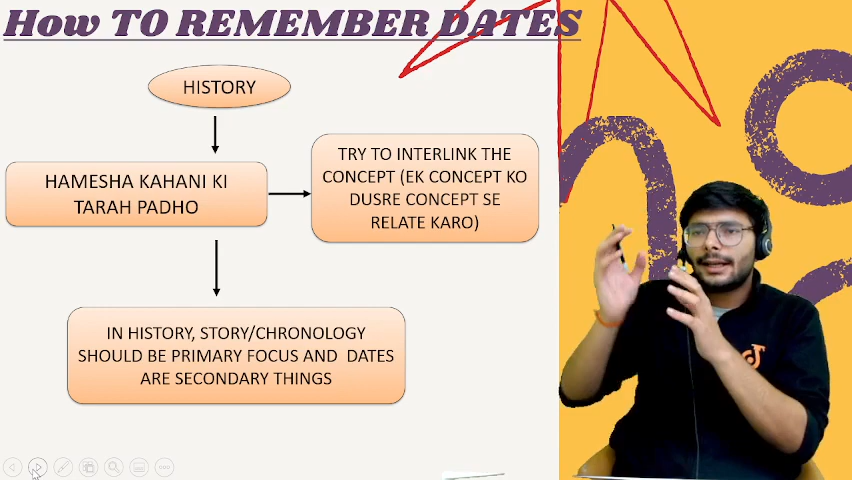 How TO REMEMBER DATES
HISTORY
HAMESHA KAHANI KI
TARAH PADHO
TRY TO INTERLINK THE
CONCEPT (EK CONCEPT KO
DUSRE CONCEPT SE
RELATE KARO)
IN HISTORY, STORY/CHRONOLOGY
SHOULD BE PRIMARY FOCUS AND DATES
ARE SECONDARY THINGS